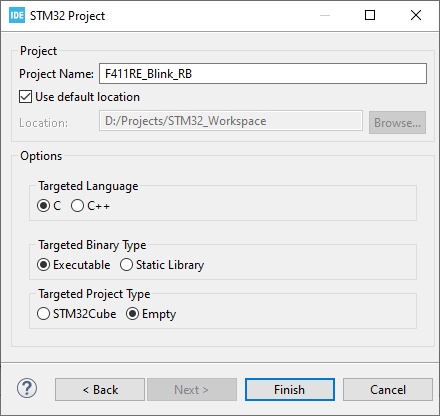 IDE STM32 Project
Project
Project Name: F411RE_Blink_RB
Use default location
Location: D:/Projects/STM32_Workspace Browse...
Options
Targeted Language
C C++
Targeted Binary Type
Executable Static Library
Targeted Project Type
STM32Cube Empty
? < Back Next > Finish Cancel